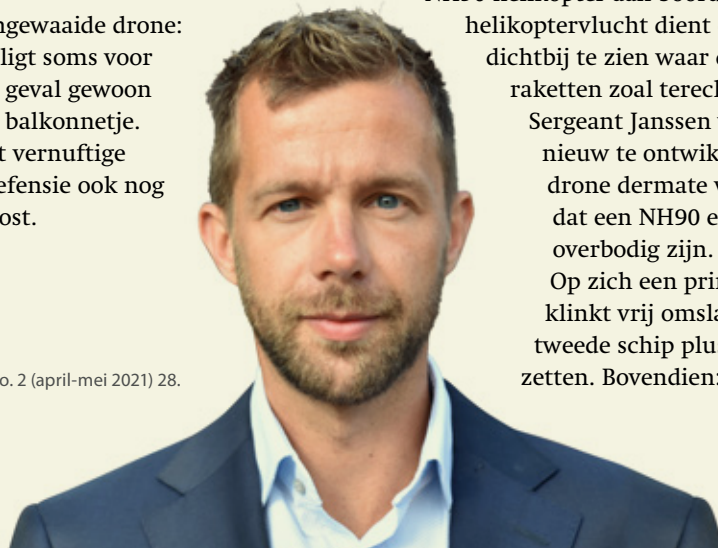 ngewaaide drone:
ligt soms voor
geval gewoon
balkonnetje.
t vernuftige
efensie ook nog
ost.
o. 2 (april-mei 2021) 28.
helikoptervlucht dient
dichtbij te zien waar
raketten zoal terech
Sergeant Janssen
nieuw te ontwik
drone dermate v
dat een NH90 e
overbodig zijn.
Op zich een prin
klinkt vrij omsla
tweede schip plu
zetten. Bovendien: